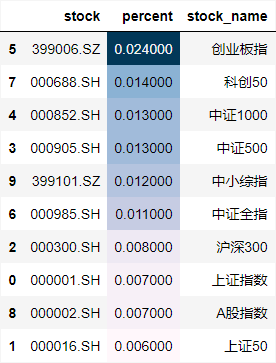 stock percent stock_name
5 399006.SZ 0.024000 创业板指
7 000688.SH 0.014000 科创50
4 000852.SH 0.013000 中证1000
3 000905.SH 0.013000 中证500
9 399101.SZ 0.012000 中小综指
6 000985.SH 0.011000 中证全指
2 000300.SH 0.008000 沪深300
0 000001.SH 0.007000 上证指数
8 000002.SH 0.007000 A股指数
1 000016.SH 0.006000 上证50